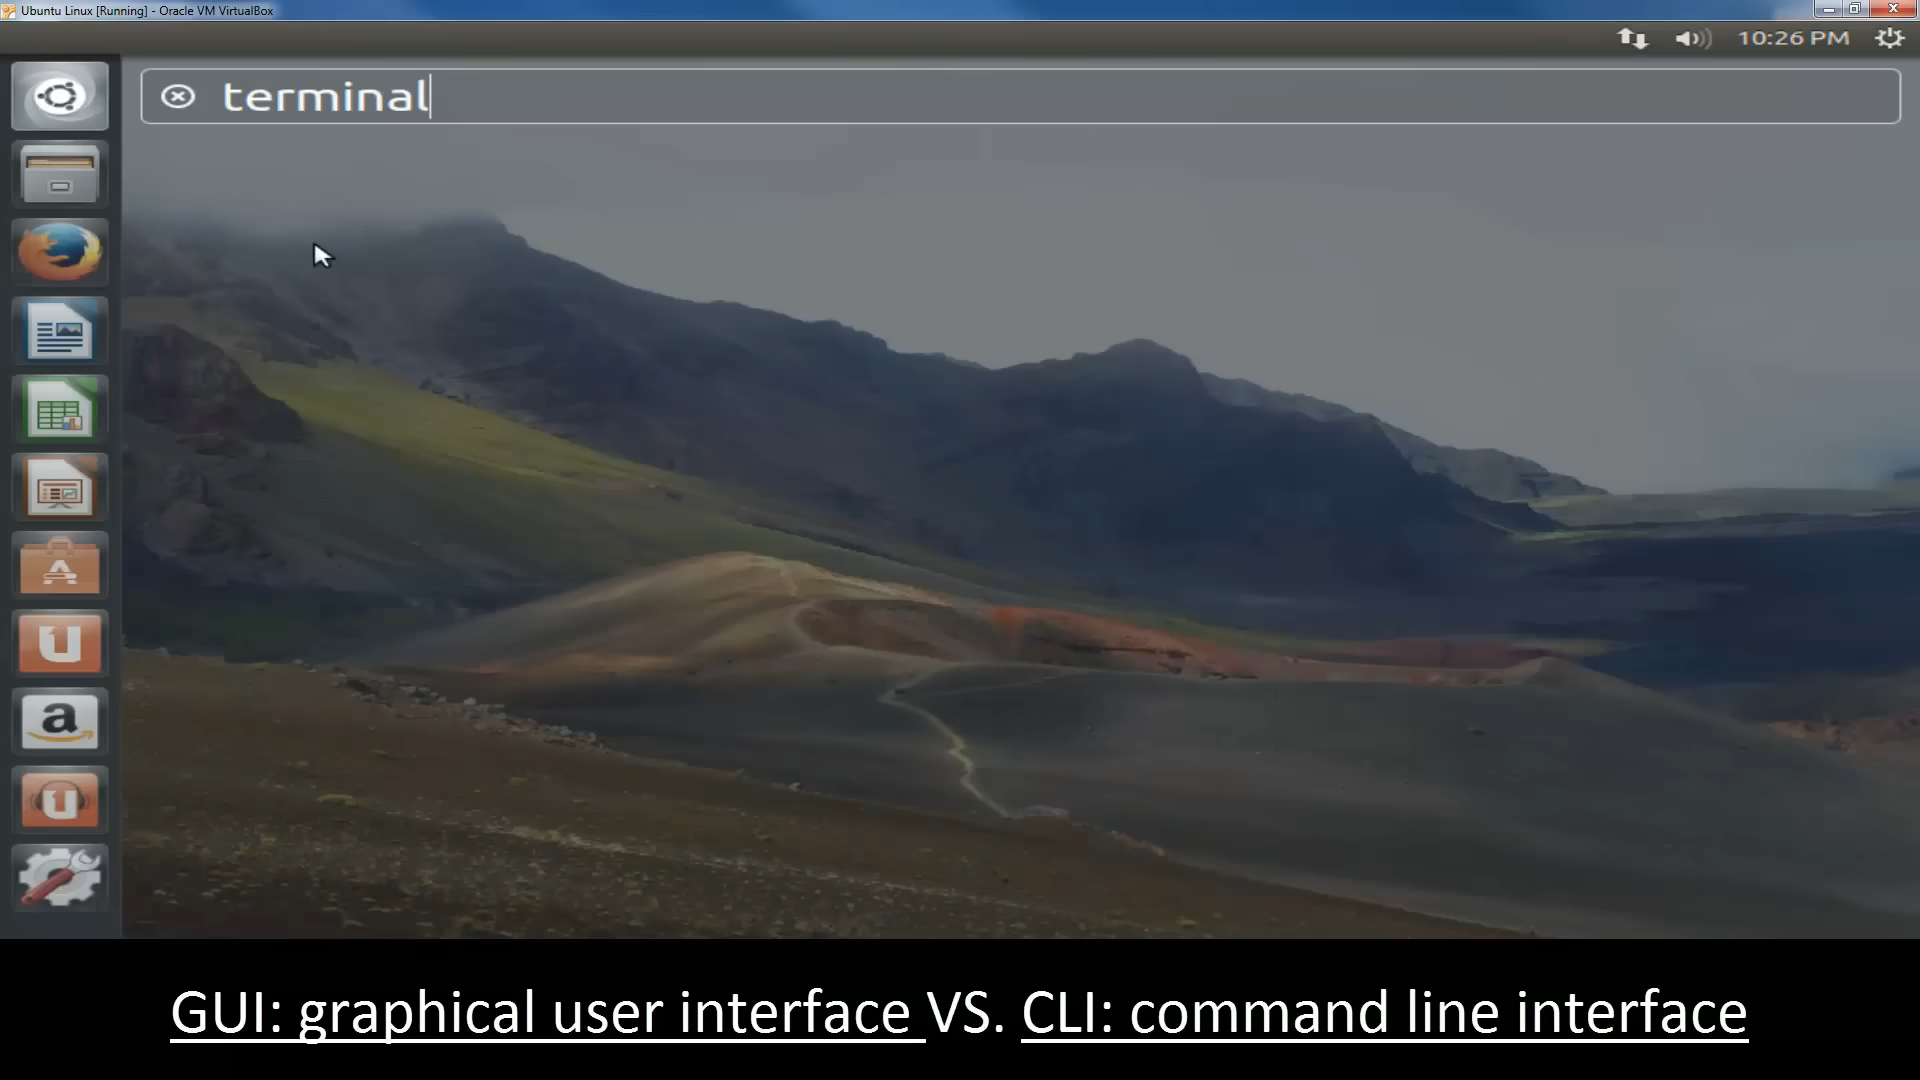 Ubuntu Linux [Running] - Oracle VM VirtualBox
10:26 PM
terminal
GUI: graphical user interface VS. CLI: command line interface